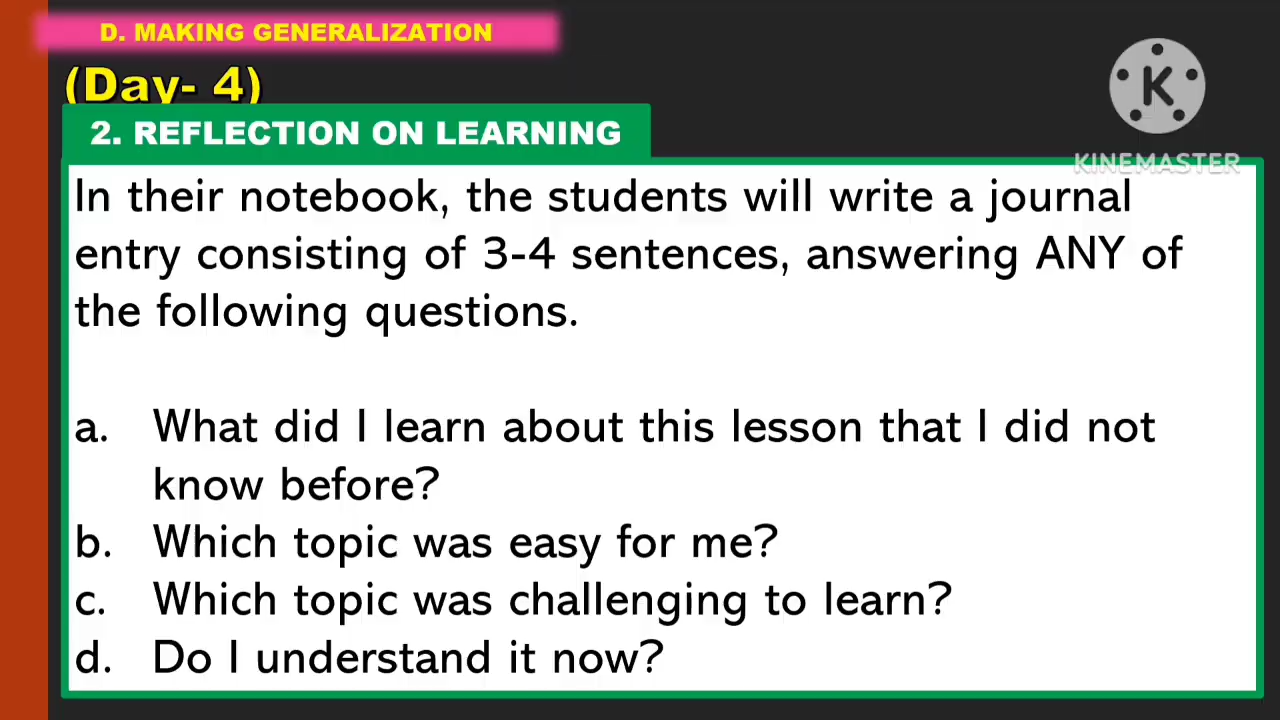 D. MAKING GENERALIZATION
(Day- 4)
K
KINEMASTER
2. REFLECTION ON LEARNING
In their notebook, the students will write a journal
entry consisting of 3-4 sentences, answering ANY of
the following questions.
a. What did I learn about this lesson that I did not
know before?
b. Which topic was easy for me?
c. Which topic was challenging to learn?
d. Do I understand it now?